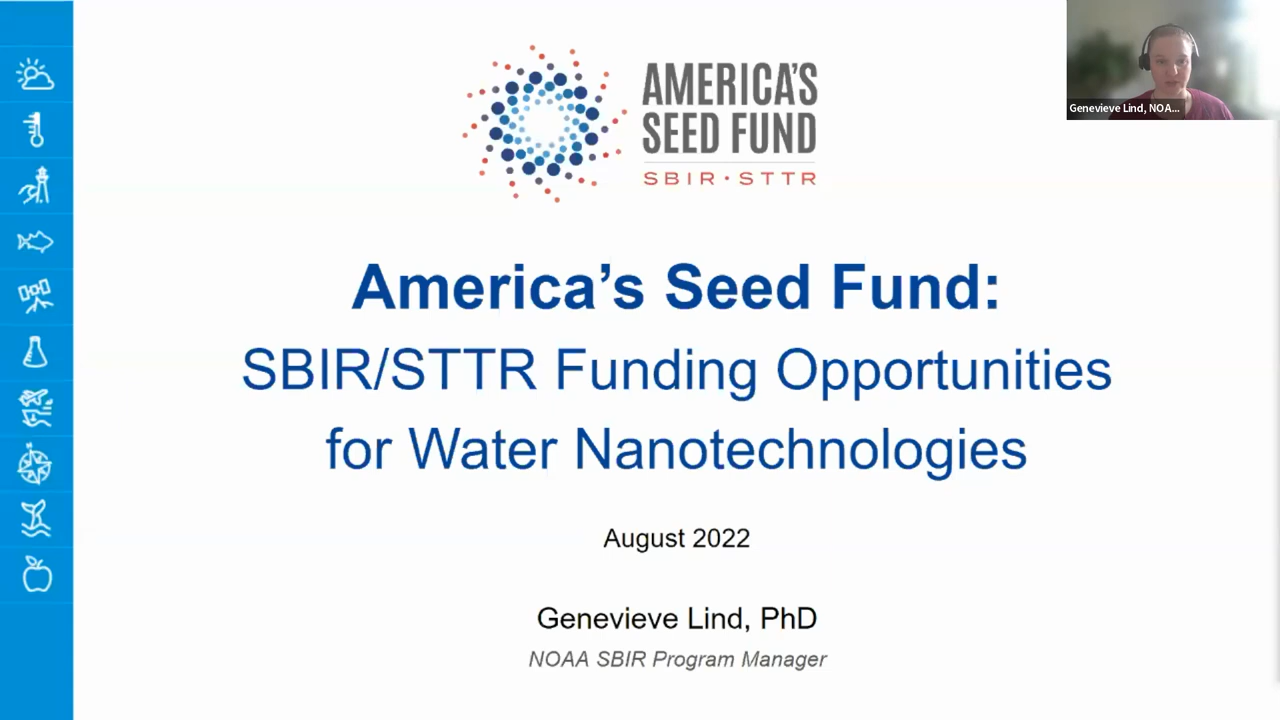 AMERICA'S
SEED FUND
SBIR · STTR
Genevieve Lind, NOA...
America's Seed Fund:
SBIR/STTR Funding Opportunities
for Water Nanotechnologies
August 2022
Genevieve Lind, PhD
NOAA SBIR Program Manager